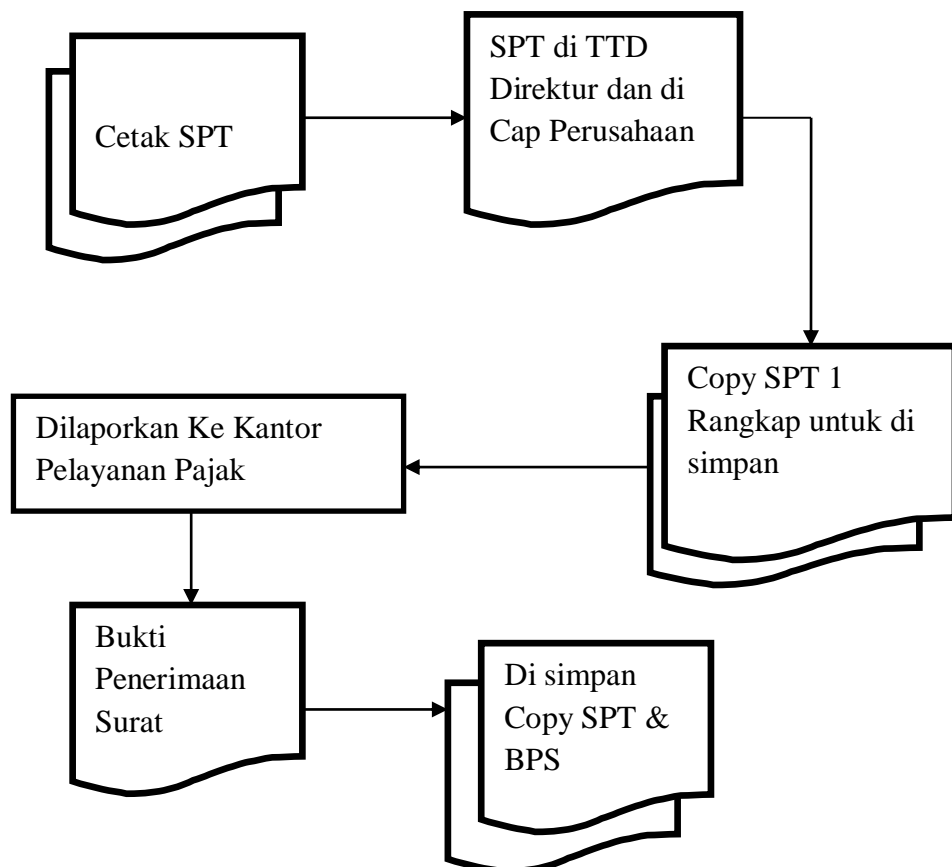 Cetak SPT
SPT di TTD
Direktur dan di
Cap Perusahaan
Copy SPT 1
Rangkap untuk di
simpan
Dilaporkan Ke Kantor
Pelayanan Pajak
Bukti
Penerimaan
Surat
Di simpan
Copy SPT &
BPS